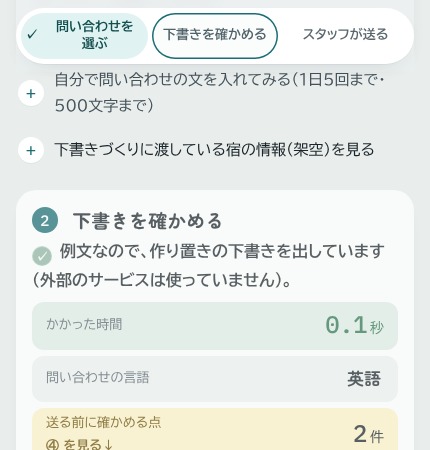 ✓ 問い合わせを
選ぶ
下書きを確かめる
スタッフが送る
+ 自分で問い合わせの文を入れてみる(1日5回まで・
500文字まで)
+ 下書きづくりに渡している宿の情報(架空)を見る
2 下書きを確かめる
✓ 例文なので、作り置きの下書きを出しています
(外部のサービスは使っていません)。
かかった時間 0.1秒
問い合わせの言語 英語
送る前に確かめる点
④ を見る↓
2件